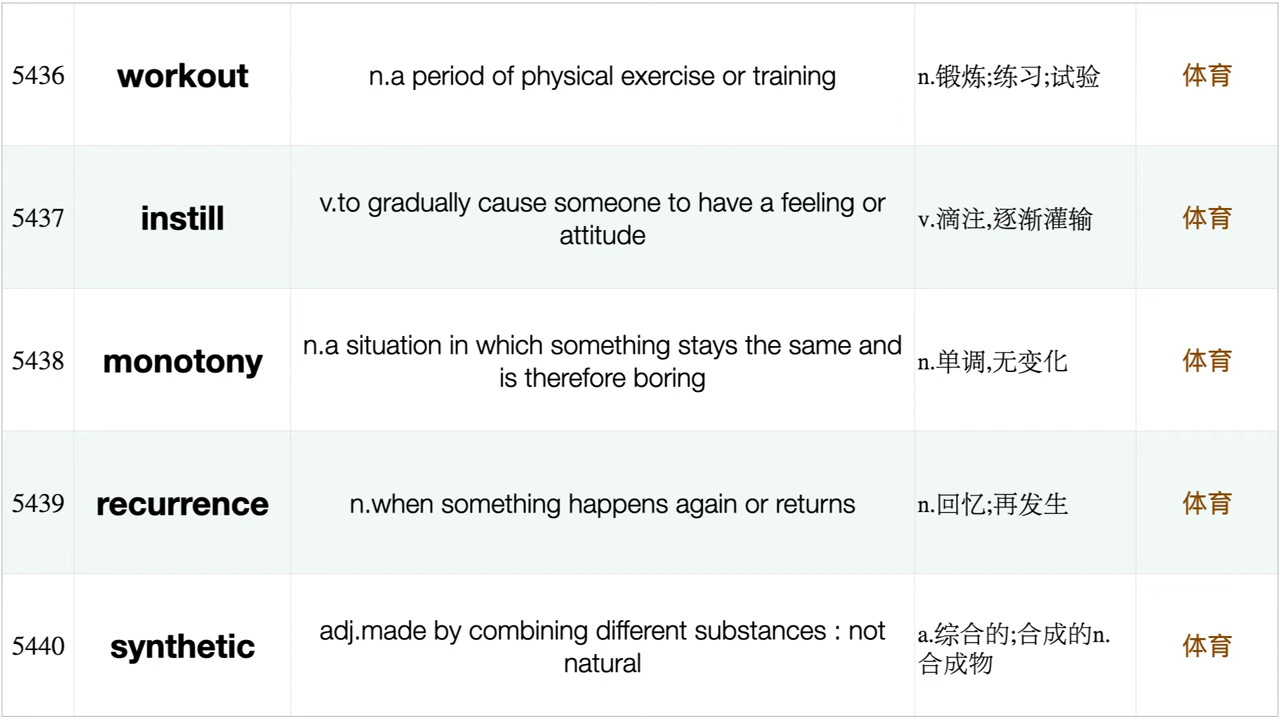 5436 workout n.a period of physical exercise or training n.锻炼;练习;试验 体育
5437 instill v.to gradually cause someone to have a feeling or attitude v.滴注,逐渐灌输 体育
5438 monotony n.a situation in which something stays the same and is therefore boring n.单调,无变化 体育
5439 recurrence n.when something happens again or returns n.回忆;再发生 体育
5440 synthetic adj.made by combining different substances : not natural a.综合的;合成的n.合成物 体育